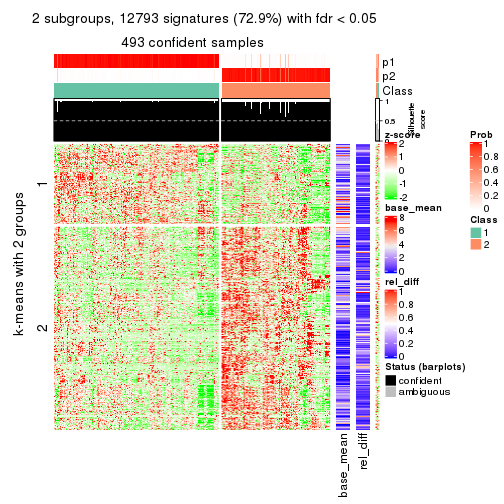 2 subgroups, 12793 signatures (72.9%) with fdr < 0.05
493 confident samples
p1
p2
Class
1
0.5
0
Silhouette
score
k-means with 2 groups
1
2
base_mean
rel_diff
z-score
2
1
0
-1
-2
base_mean
8
6
4
2
0
rel_diff
1
0.8
0.6
0.4
0.2
0
Status (barplots)
confident
ambiguous
Prob
1
0.8
0.6
0.4
0.2
0
Class
1
2